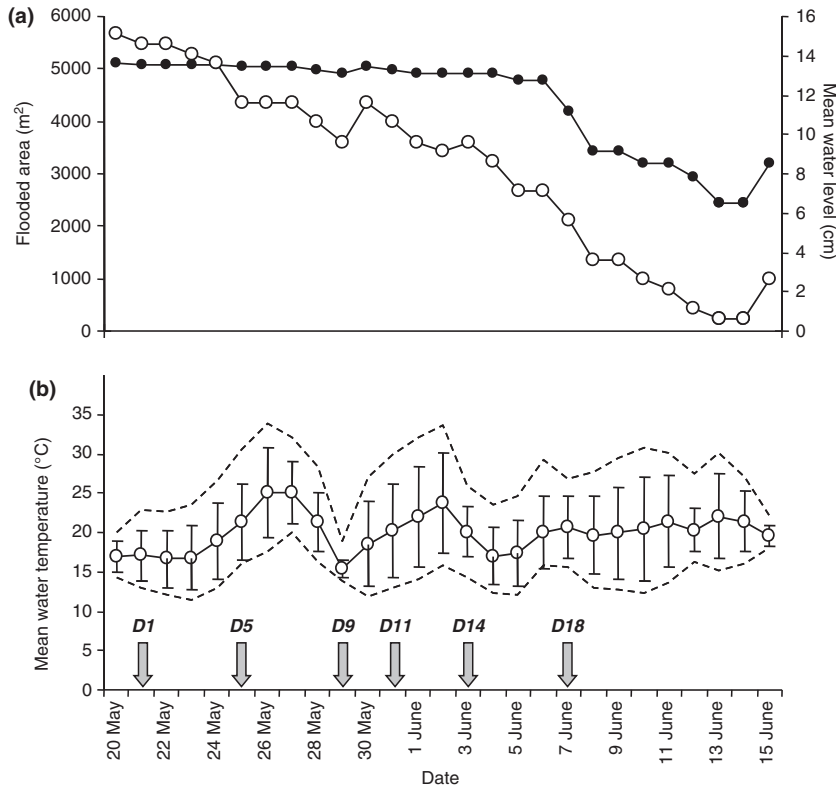 (a)
Flooded area (m²)
6000
5000
4000
3000
2000
1000
0
16
14
12
10
8
6
4
2
0
Mean water level (cm)
(b)
Mean water temperature (°C)
35
30
25
20
15
10
5
0
D1 D5 D9 D11 D14 D18
20 May
22 May
24 May
26 May
28 May
30 May
1 June
3 June
5 June
7 June
9 June
11 June
13 June
15 June
Date